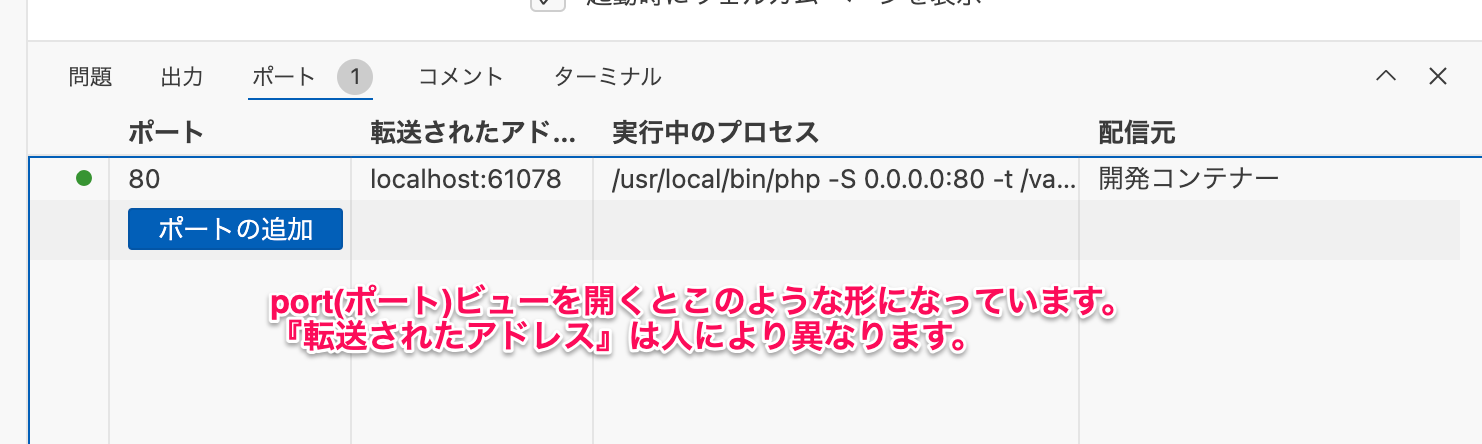 問題 出力 ポート 1 コメント ターミナル
ポート 転送されたアド... 実行中のプロセス 配信元
80 localhost:61078 /usr/local/bin/php -S 0.0.0.0:80 -t /va... 開発コンテナー
ポートの追加
port(ポート)ビューを開くとこのような形になっています。
『転送されたアドレス』は人により異なります。